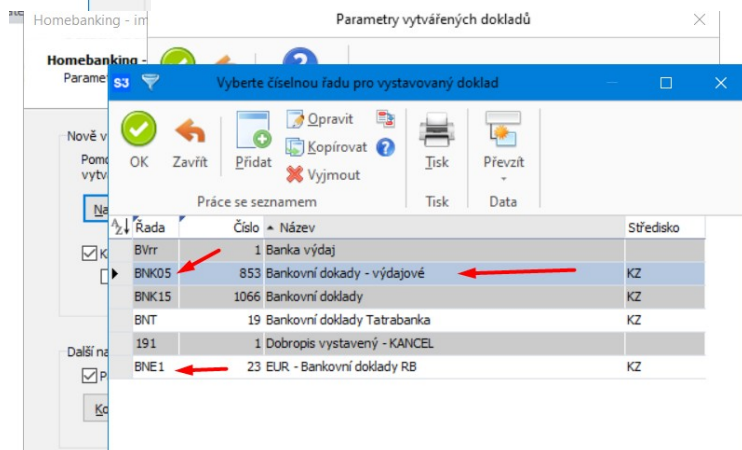 Homebanking - im
Parametry vytvářených dokladů
Homebanking -
Parame
S3
Vyberte číselnou řadu pro vystavovaný doklad
Nově v
Pomo
vytv
Na
K
Další na
P
Ko
OK
Zavřít
Přidat
Opravit
Kopírovat
Vyjmout
Tisk
Převzít
Práce se seznamem
Tisk
Data
Řada Číslo Název Středisko
BVrr 1 Banka výdaj
BNK05 853 Bankovní dokady - výdajové KZ
BNK15 1066 Bankovní doklady KZ
BNT 19 Bankovní doklady Tatrabanka KZ
191 1 Dobropis vystavený - KANCEL
BNE1 23 EUR - Bankovní doklady RB KZ